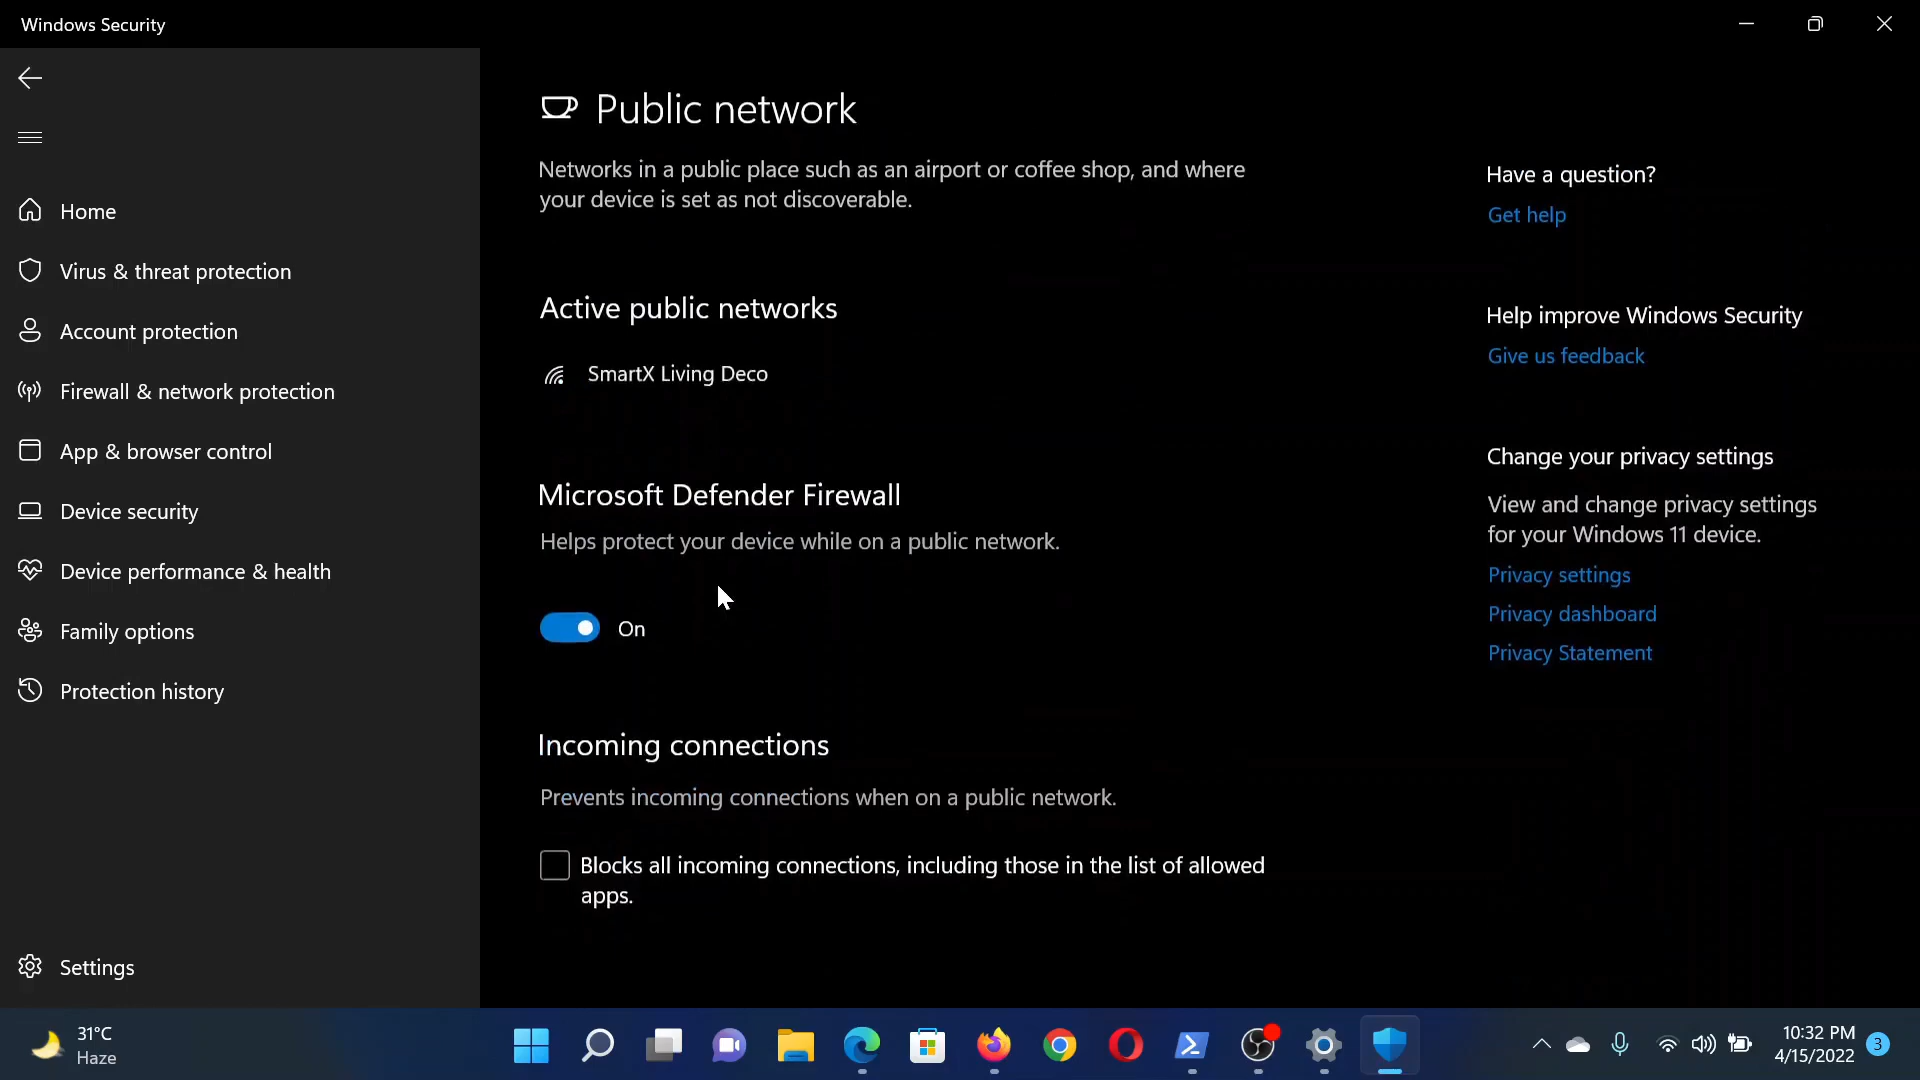 Windows Security
Home
Virus & threat protection
Account protection
Firewall & network protection
App & browser control
Device security
Device performance & health
Family options
Protection history
Settings
Public network
Networks in a public place such as an airport or coffee shop, and where
your device is set as not discoverable.
Active public networks
SmartX Living Deco
Microsoft Defender Firewall
Helps protect your device while on a public network.
On
Incoming connections
Prevents incoming connections when on a public network.
Blocks all incoming connections, including those in the list of allowed
apps.
Have a question?
Get help
Help improve Windows Security
Give us feedback
Change your privacy settings
View and change privacy settings
for your Windows 11 device.
Privacy settings
Privacy dashboard
Privacy Statement
31°C
Haze
10:32 PM
4/15/2022
3